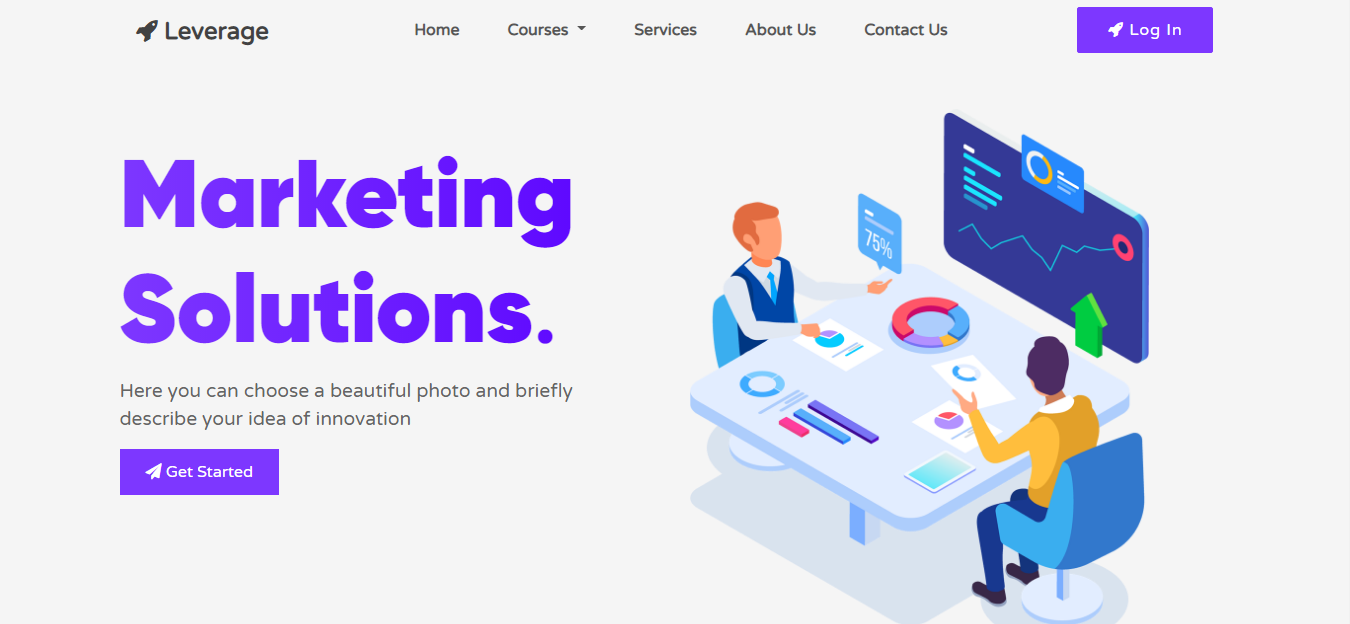 Leverage
Home
Courses
Services
About Us
Contact Us
Log In
Marketing
Solutions.
Here you can choose a beautiful photo and briefly
describe your idea of innovation
Get Started
75%